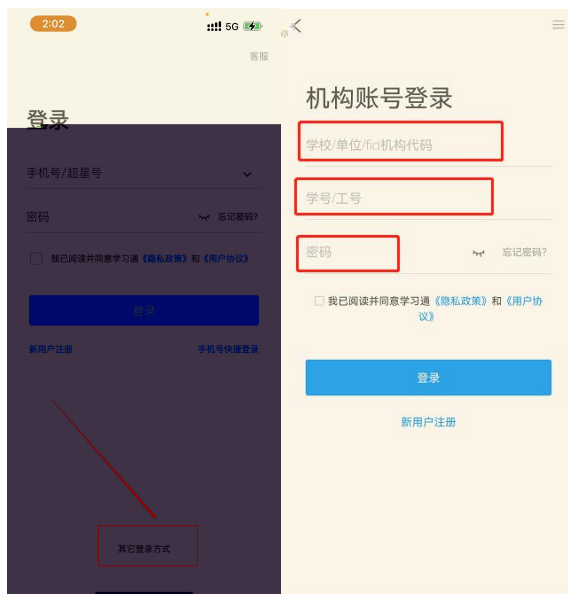 2:02
5G
客服
登录
手机号/超星号
密码
忘记密码?
我已阅读并同意学习通《隐私政策》和《用户协议》
登录
新用户注册
手机号快捷登录
其它登录方式
机构账号登录
学校/单位/fid机构代码
学号/工号
密码
忘记密码?
我已阅读并同意学习通《隐私政策》和《用户协
议》
登录
新用户注册